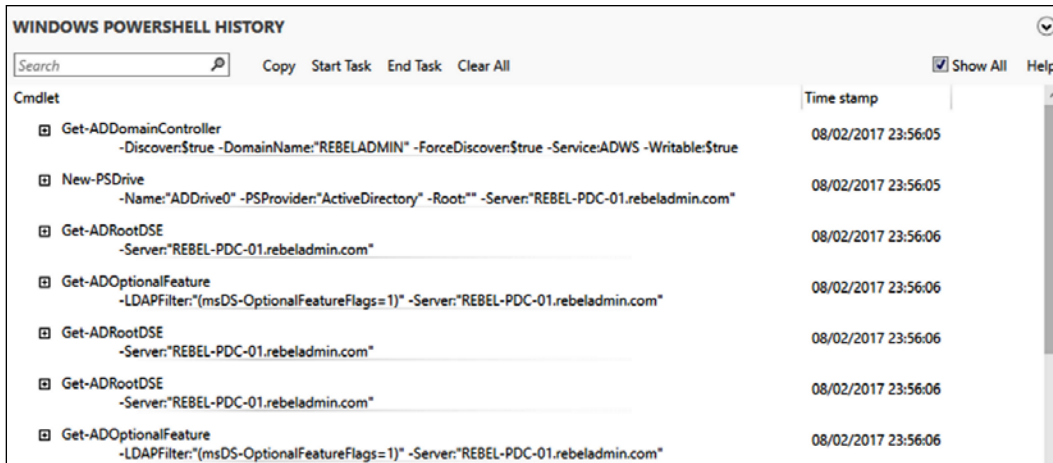 WINDOWS POWERSHELL HISTORY
Search Copy Start Task End Task Clear All Show All Help
Cmdlet Time stamp
Get-ADDomainController 08/02/2017 23:56:05
-Discover:$true -DomainName:"REBELADMIN" -ForceDiscover:$true -Service:ADWS -Writable:$true
New-PSDrive 08/02/2017 23:56:05
-Name:"ADDrive0" -PSProvider:"ActiveDirectory" -Root:"" -Server:"REBEL-PDC-01.rebeladmin.com"
Get-ADRootDSE 08/02/2017 23:56:06
-Server:"REBEL-PDC-01.rebeladmin.com"
Get-ADOptionalFeature 08/02/2017 23:56:06
-LDAPFilter:"(msDS-OptionalFeatureFlags=1)" -Server:"REBEL-PDC-01.rebeladmin.com"
Get-ADRootDSE 08/02/2017 23:56:06
-Server:"REBEL-PDC-01.rebeladmin.com"
Get-ADRootDSE 08/02/2017 23:56:06
-Server:"REBEL-PDC-01.rebeladmin.com"
Get-ADOptionalFeature 08/02/2017 23:56:06
-LDAPFilter:"(msDS-OptionalFeatureFlags=1)" -Server:"REBEL-PDC-01.rebeladmin.com"